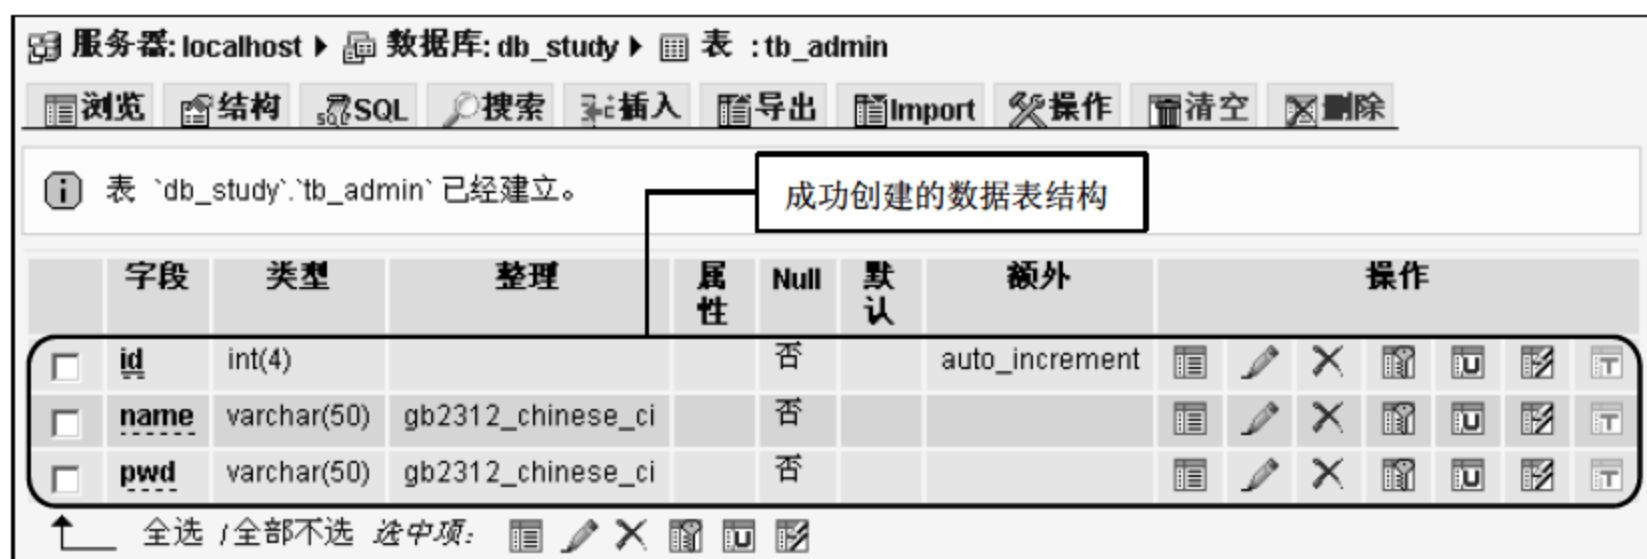 服务器: localhost ▸ 数据库: db_study ▸ 表 : tb_admin
浏览 结构 SQL 搜索 插入 导出 Import 操作 清空 删除
表 `db_study`.`tb_admin` 已经建立。
成功创建的数据表结构
字段 类型 整理 属性 Null 默认 额外 操作
id int(4) 否 auto_increment
name varchar(50) gb2312_chinese_ci 否
pwd varchar(50) gb2312_chinese_ci 否
全选 / 全部不选 选中项: